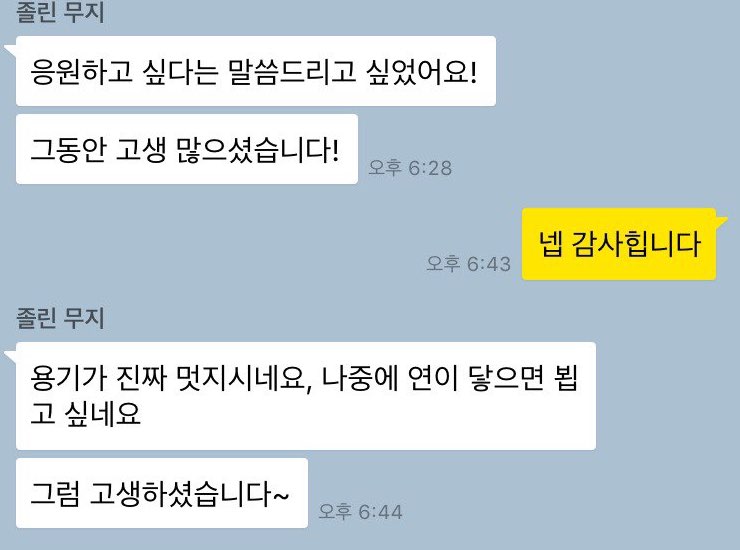 졸린 무지
응원하고 싶다는 말씀드리고 싶었어요!
그동안 고생 많으셨습니다!
오후 6:28
넵 감사힙니다
오후 6:43
졸린 무지
용기가 진짜 멋지시네요, 나중에 연이 닿으면 뵙
고 싶네요
그럼 고생하셨습니다~
오후 6:44